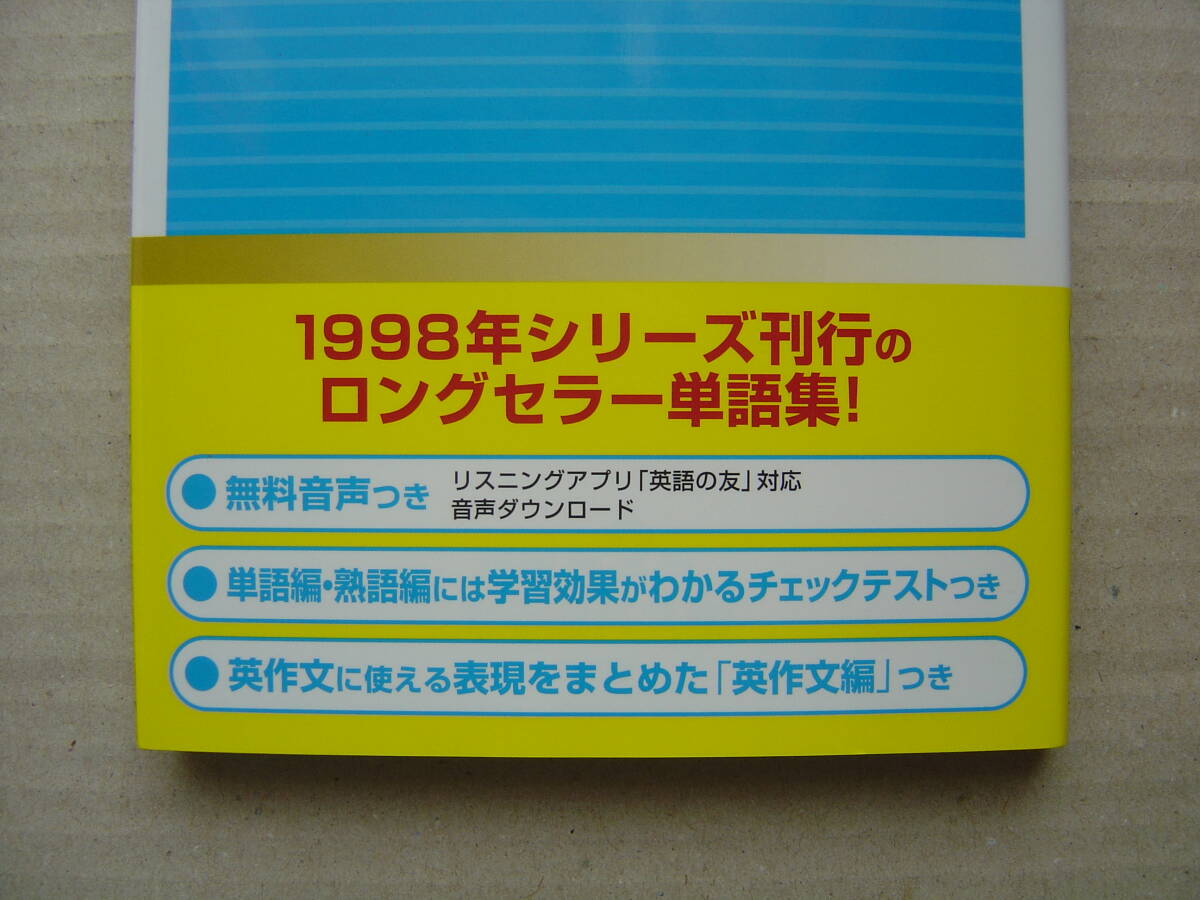 1998年シリーズ刊行の
ロングセラー単語集!
●無料音声つき
リスニングアプリ「英語の友」対応
音声ダウンロード
●単語編・熟語編には学習効果がわかるチェックテストつき
●英作文に使える表現をまとめた「英作文編」つき